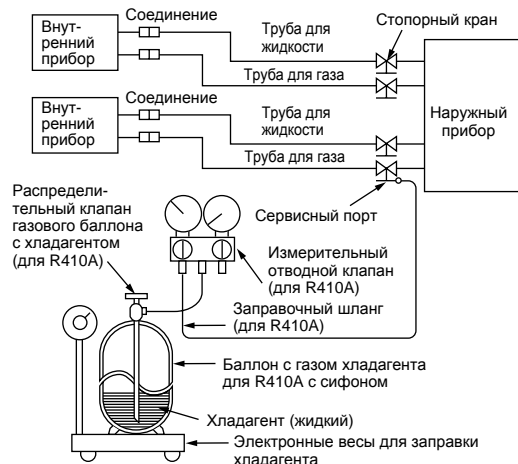 Внут-
ренний
прибор
Соединение
Труба для
жидкости
Стопорный кран
Труба для газа
Наружный
прибор
Внут-
ренний
прибор
Соединение
Труба для
жидкости
Труба для газа
Распредели-
тельный клапан
газового баллона
с хладагентом
(для R410A)
Сервисный порт
Измерительный
отводной клапан
(для R410A)
Заправочный шланг
(для R410A)
Баллон с газом хладагента
для R410A с сифоном
Хладагент (жидкий)
Электронные весы для заправки
хладагента